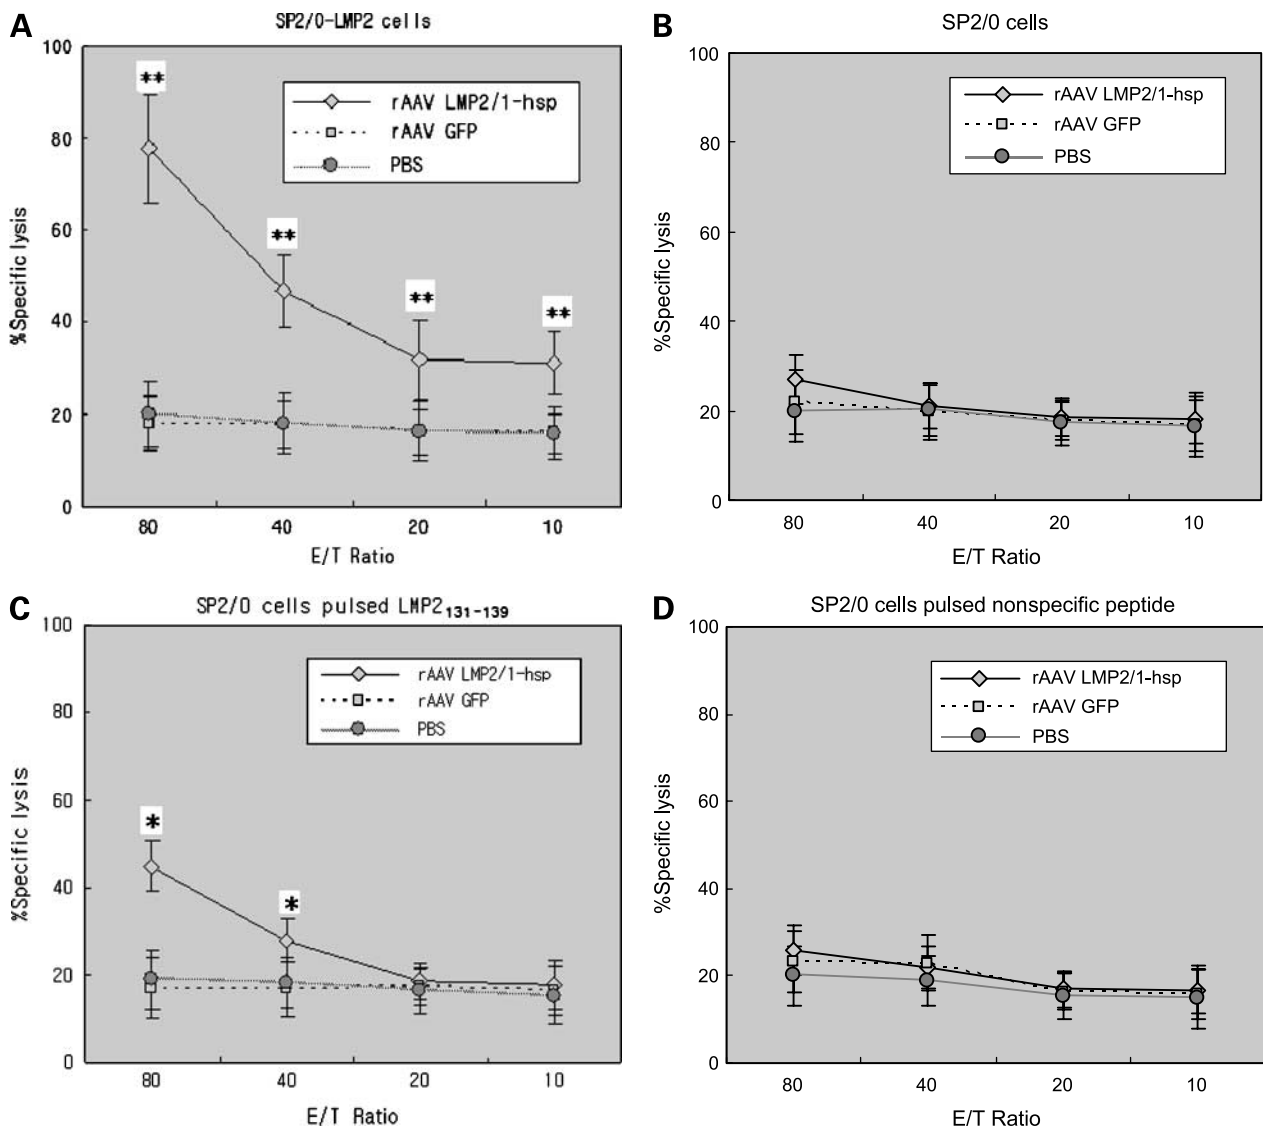 A
SP2/0-LMP2 cells
%Specific lysis
100
80
60
40
20
0
**
**
**
**
rAAV LMP2/1-hsp
rAAV GFP
PBS
80 40 20 10
E/T Ratio
B
SP2/0 cells
%Specific lysis
100
80
60
40
20
0
rAAV LMP2/1-hsp
rAAV GFP
PBS
80 40 20 10
E/T Ratio
C
SP2/0 cells pulsed LMP2131-139
%Specific lysis
100
80
60
40
20
0
*
*
rAAV LMP2/1-hsp
rAAV GFP
PBS
80 40 20 10
E/T Ratio
D
SP2/0 cells pulsed nonspecific peptide
%Specific lysis
100
80
60
40
20
0
rAAV LMP2/1-hsp
rAAV GFP
PBS
80 40 20 10
E/T Ratio